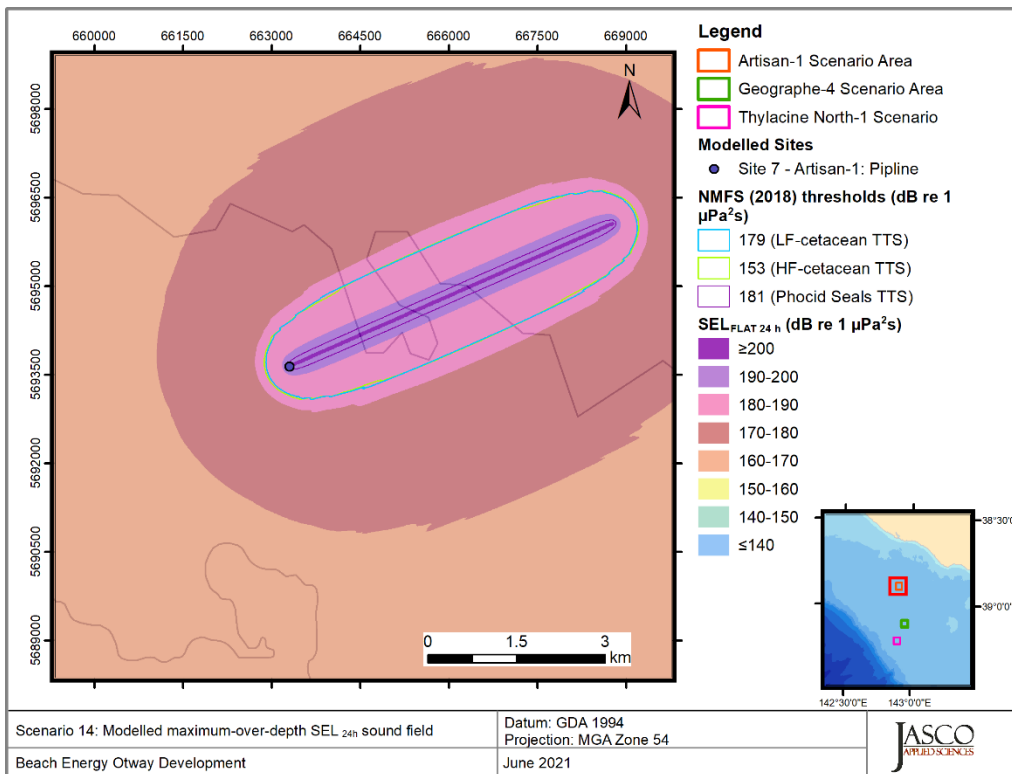 660000 661500 663000 664500 666000 667500 669000
5698000
5696500
5695000
5693500
5692000
5690500
5689000
N
0 1.5 3
km
Legend
Artisan-1 Scenario Area
Geographe-4 Scenario Area
Thylacine North-1 Scenario
Modelled Sites
Site 7 - Artisan-1: Pipline
NMFS (2018) thresholds (dB re 1
µPa²s)
179 (LF-cetacean TTS)
153 (HF-cetacean TTS)
181 (Phocid Seals TTS)
SEL FLAT 24 h (dB re 1 µPa²s)
≥200
190-200
180-190
170-180
160-170
150-160
140-150
≤140
38°30'0
39°0'0
142°30'0"E 143°0'0"E
Scenario 14: Modelled maximum-over-depth SEL 24h sound field
Datum: GDA 1994
Projection: MGA Zone 54
Beach Energy Otway Development
June 2021
JASCO
APPLIED SCIENCES